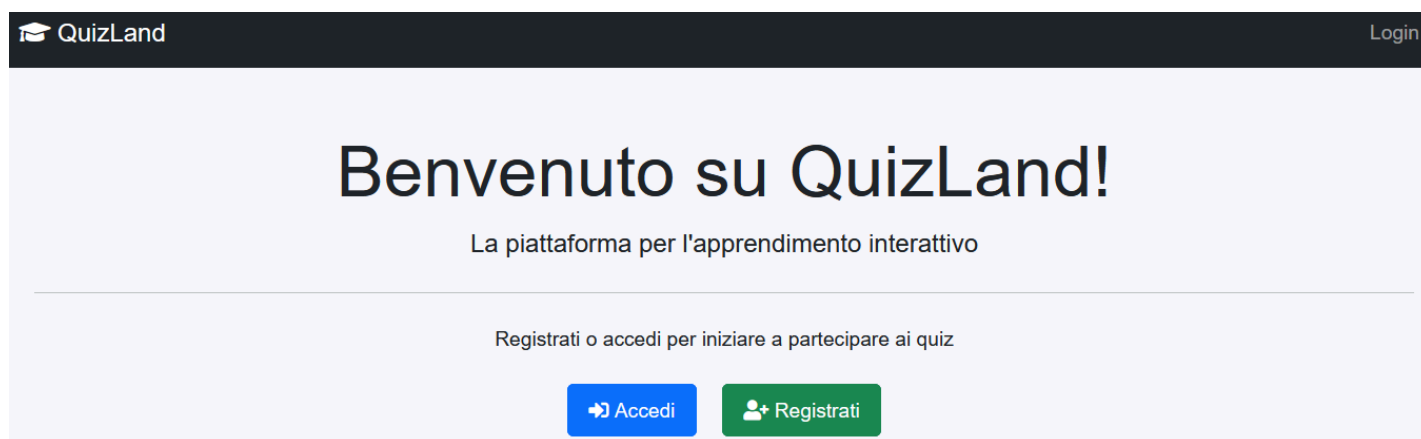 QuizLand
Login
Benvenuto su QuizLand!
La piattaforma per l'apprendimento interattivo
Registrati o accedi per iniziare a partecipare ai quiz
Accedi
Registrati